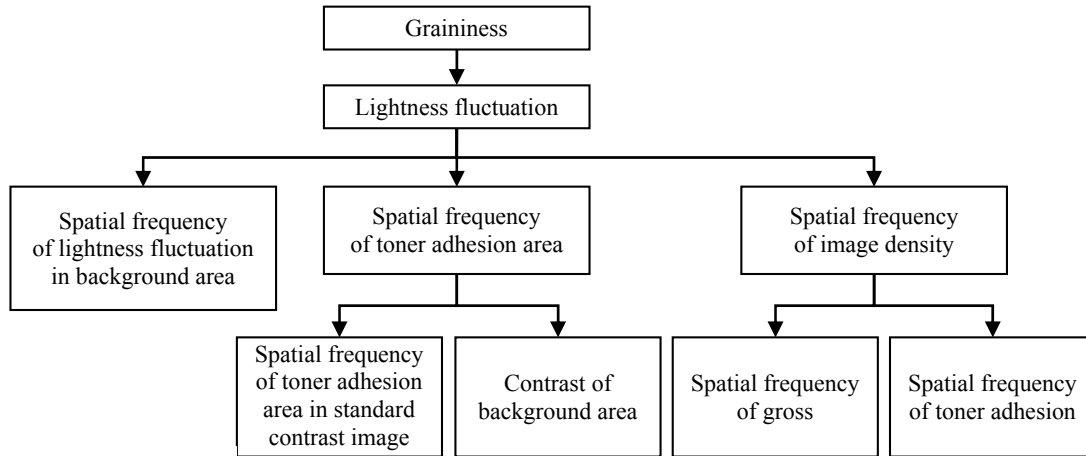 Graininess
Lightness fluctuation
Spatial frequency
of lightness fluctuation
in background area
Spatial frequency
of toner adhesion area
Spatial frequency
of image density
Spatial frequency
of toner adhesion
area in standard
contrast image
Contrast of
background area
Spatial frequency
of gross
Spatial frequency
of toner adhesion